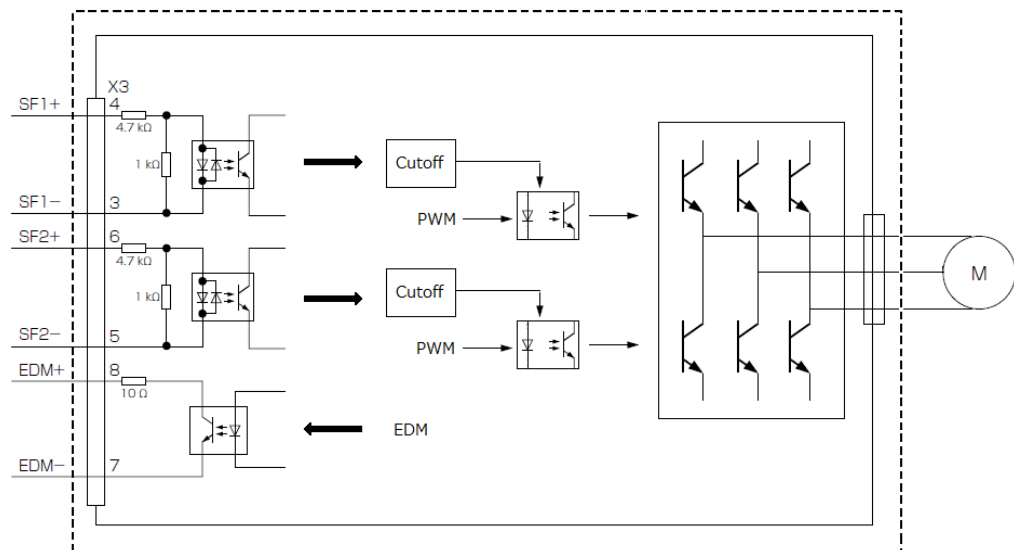 X3
SF1+
4
4.7 kΩ
1 kΩ
SF1−
3
SF2+
6
4.7 kΩ
1 kΩ
SF2−
5
EDM+
8
10 Ω
EDM−
7
Cutoff
PWM
Cutoff
PWM
EDM
M